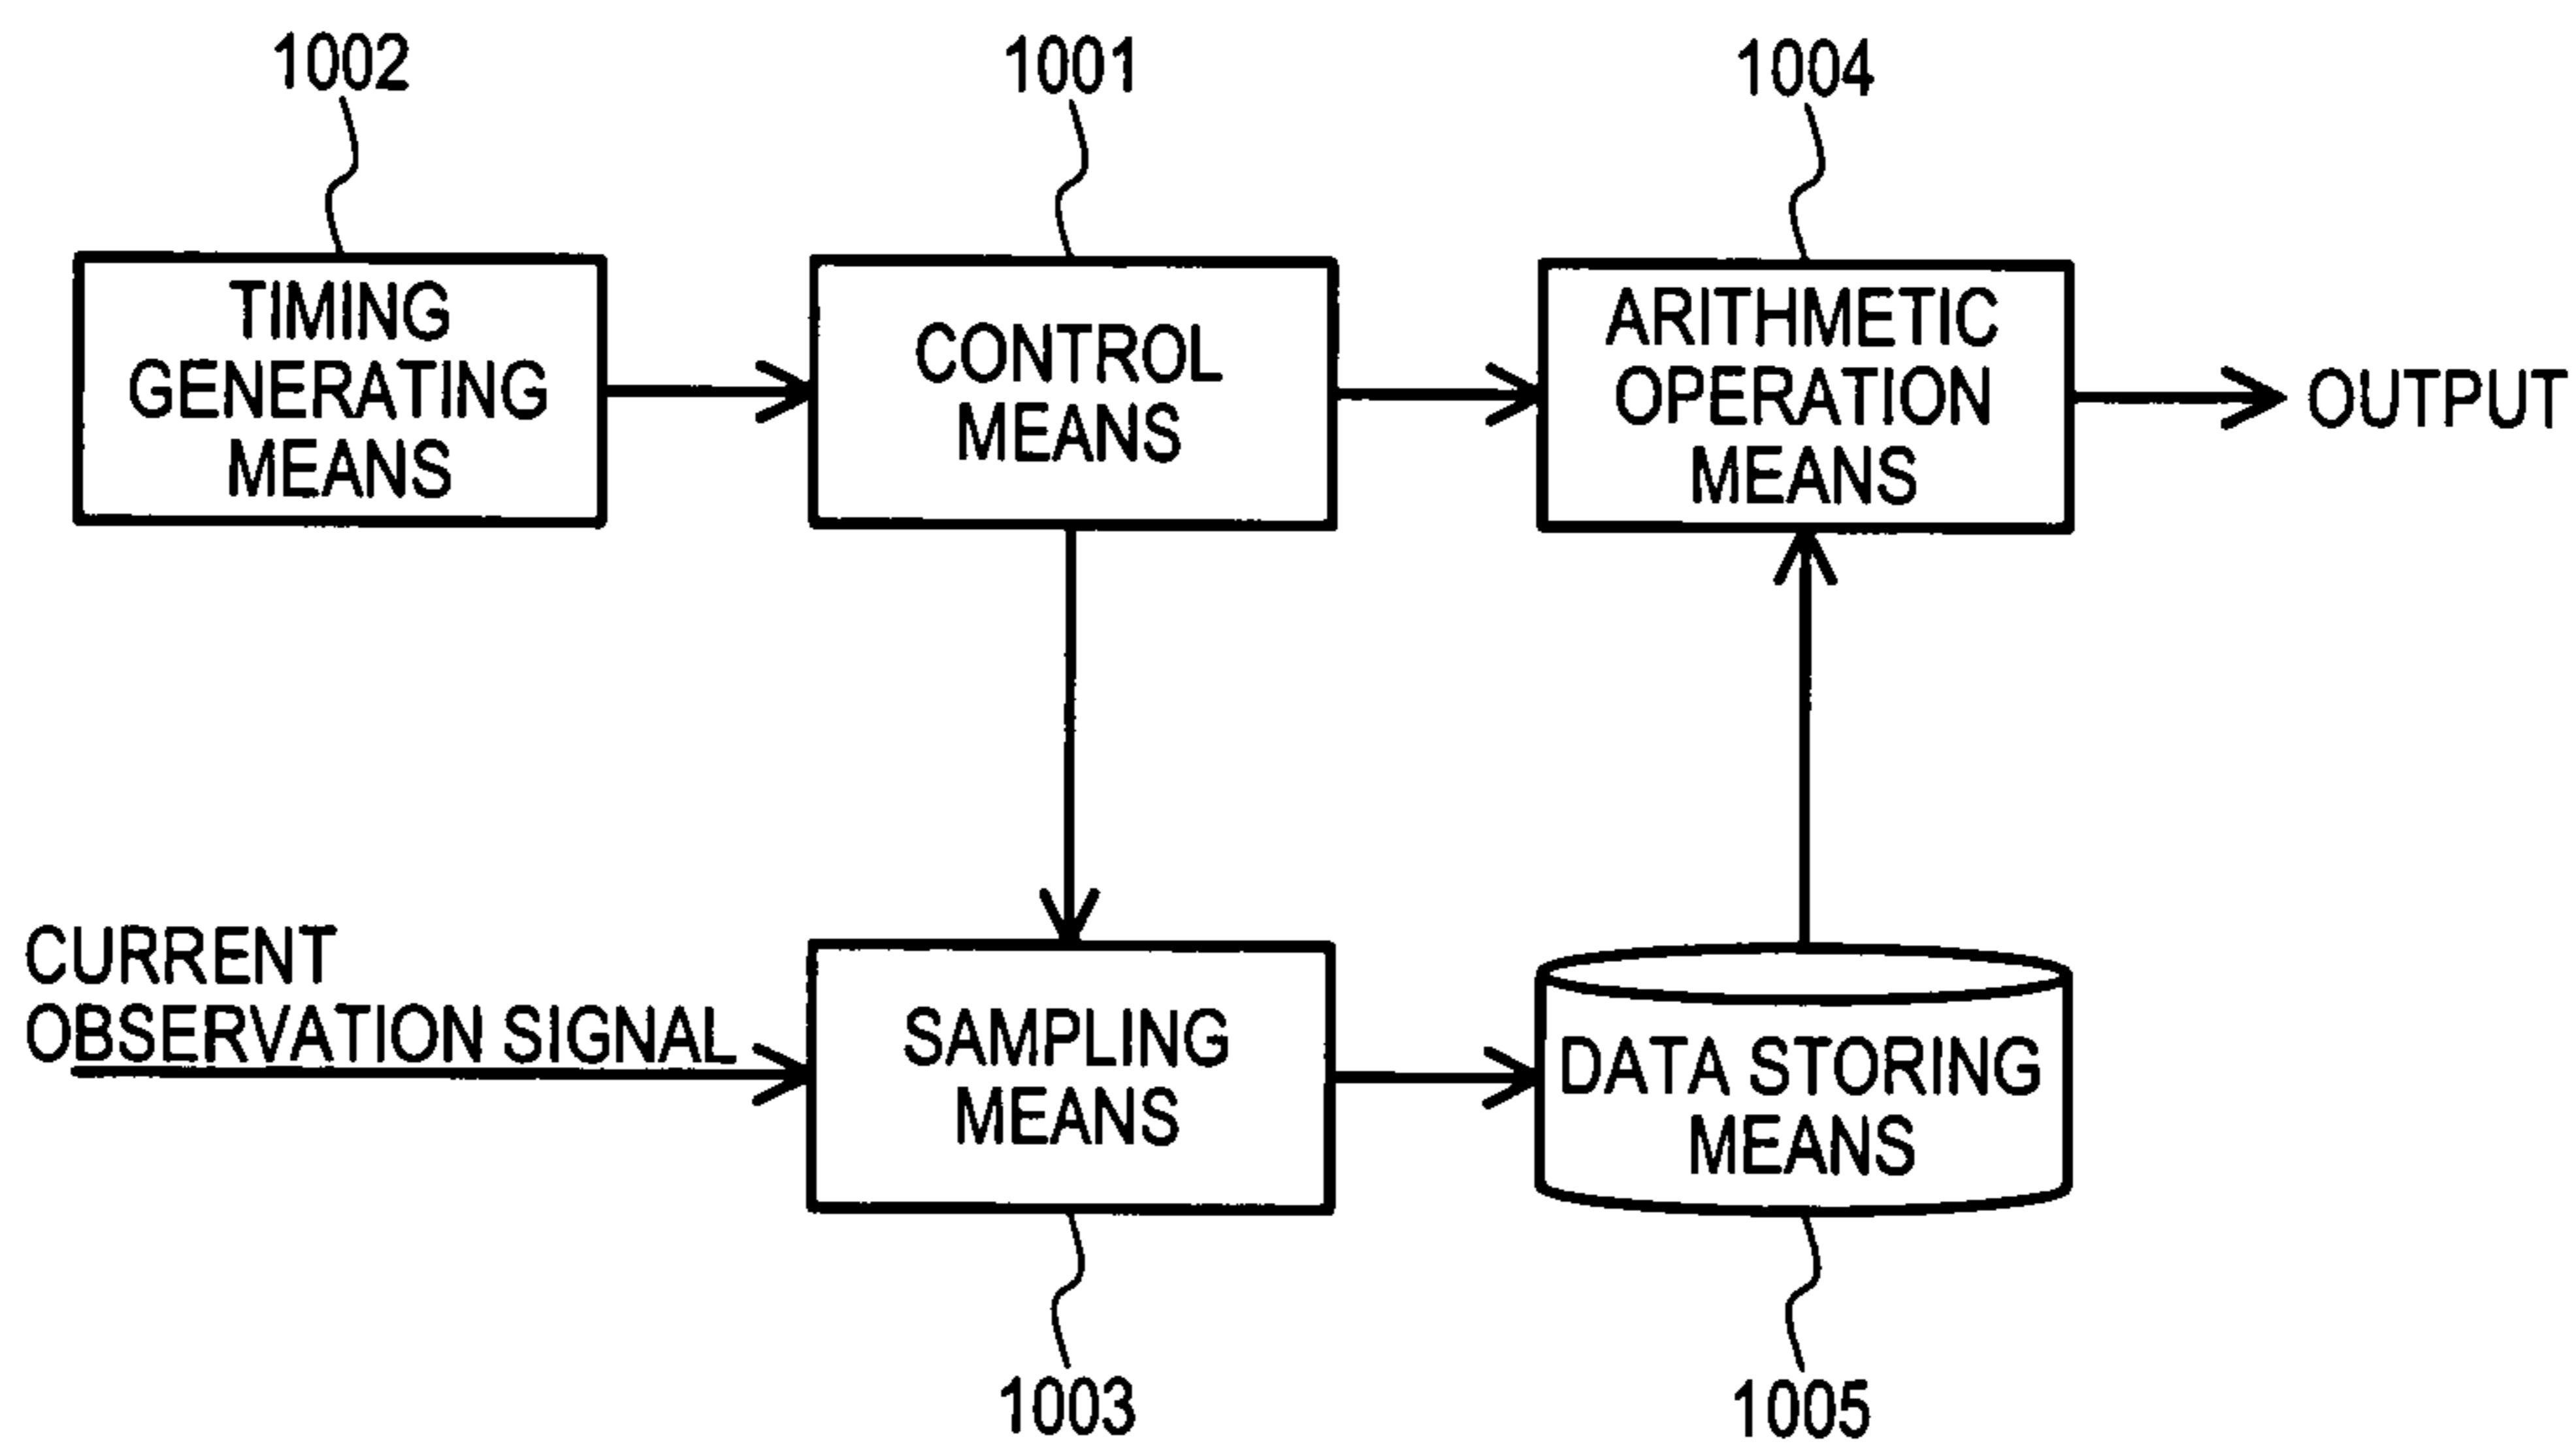 1002
1001
1004
TIMING
GENERATING
MEANS
CONTROL
MEANS
ARITHMETIC
OPERATION
MEANS
OUTPUT
CURRENT
OBSERVATION SIGNAL
SAMPLING
MEANS
DATA STORING
MEANS
1003
1005